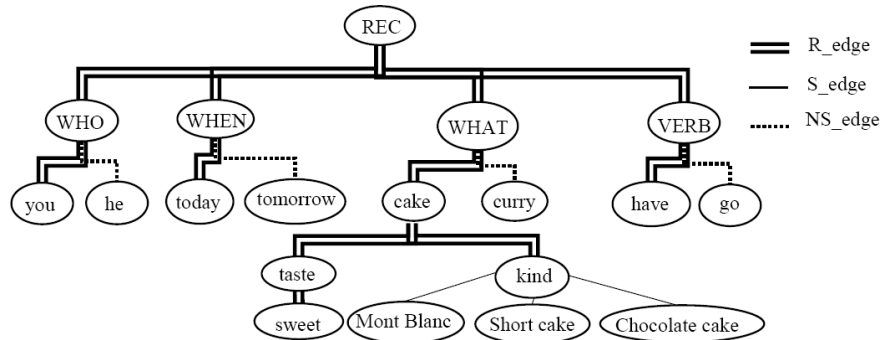 REC
R_edge
S_edge
NS_edge
WHO
WHEN
WHAT
VERB
you
he
today
tomorrow
cake
curry
have
go
taste
kind
sweet
Mont Blanc
Short cake
Chocolate cake